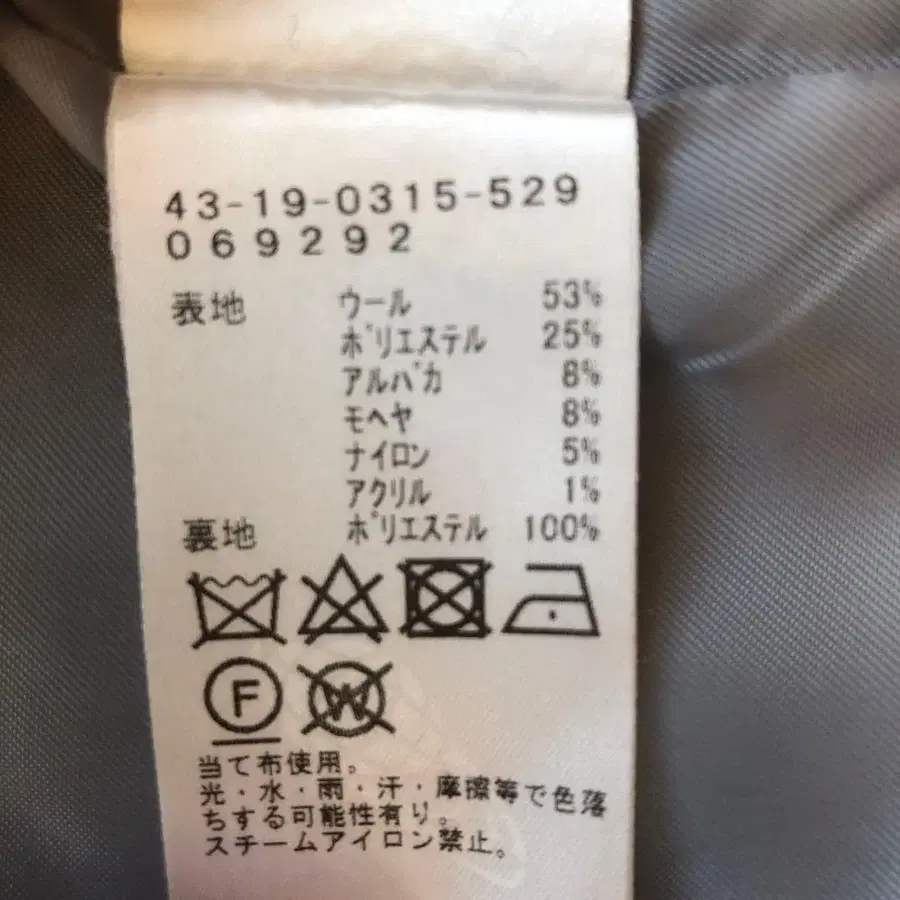 43-19-0315-529
069292
表地 ウール 53%
ポリエステル 25%
アルパカ 8%
モヘヤ 8%
ナイロン 5%
アクリル 1%
裏地 ポリエステル 100%
F W
当て布使用。
光・水・雨・汗・摩擦等で色落
ちする可能性有り。
スチームアイロン禁止。